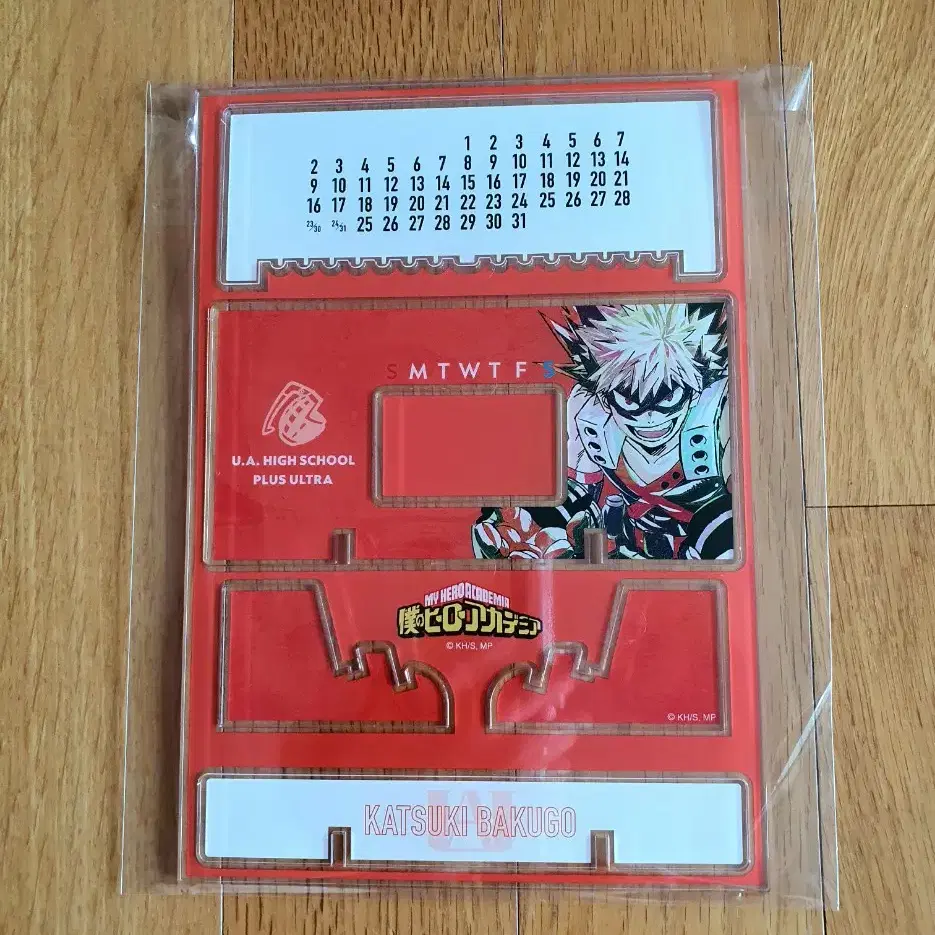 1 2 3 4 5 6 7
2 3 4 5 6 7 8 9 10 11 12 13 14
9 10 11 12 13 14 15 16 17 18 19 20 21
16 17 18 19 20 21 22 23 24 25 26 27 28
23/30 24/31 25 26 27 28 29 30 31
S M T W T F S
U.A. HIGH SCHOOL
PLUS ULTRA
MY HERO ACADEMIA
僕のヒーローアカデミア
© KH/S, MP
© KH/S, MP
KATSUKI BAKUGO